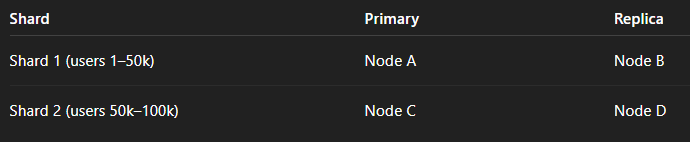 Shard Primary Replica
Shard 1 (users 1–50k) Node A Node B
Shard 2 (users 50k–100k) Node C Node D